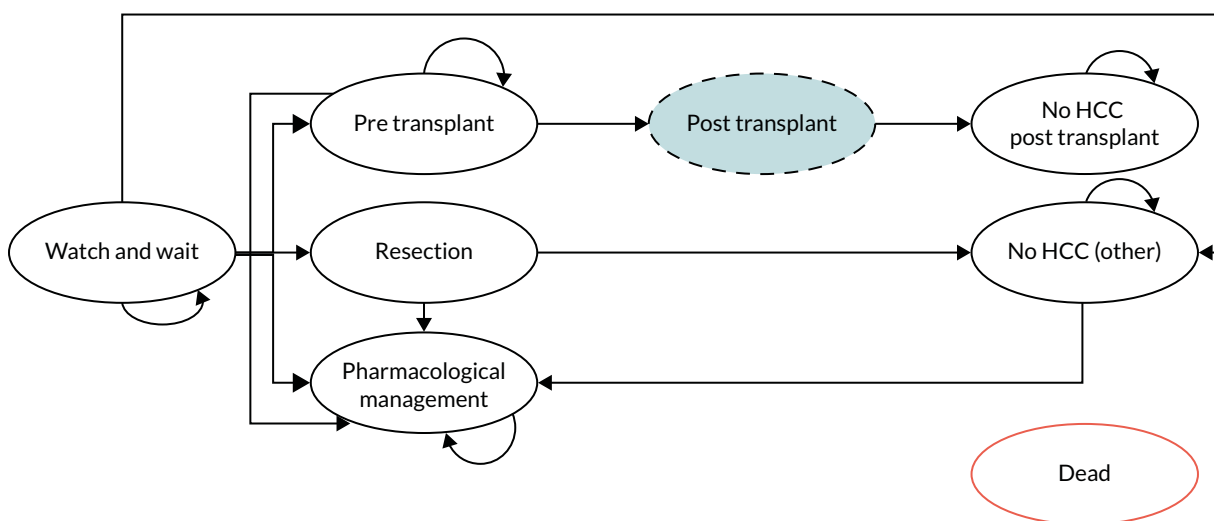 Pre transplant
Post transplant
No HCC
post transplant
Watch and wait
Resection
No HCC (other)
Pharmacological
management
Dead